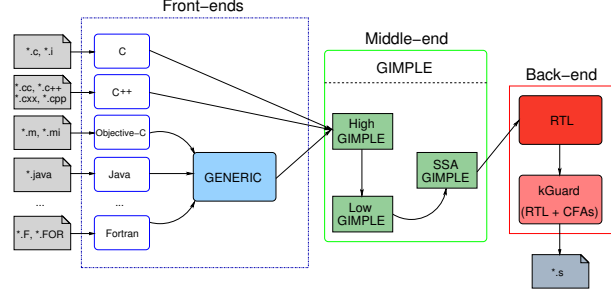 Front-ends
Middle-end
Back-end
*.c, *.i
C
GIMPLE
*.cc, *.c++
*.cxx, *.cpp
C++
*.m, *.mi
Objective-C
High
GIMPLE
RTL
*.java
Java
GENERIC
SSA
GIMPLE
...
...
Low
GIMPLE
kGuard
(RTL + CFAs)
*.F, *.FOR
Fortran
*.s